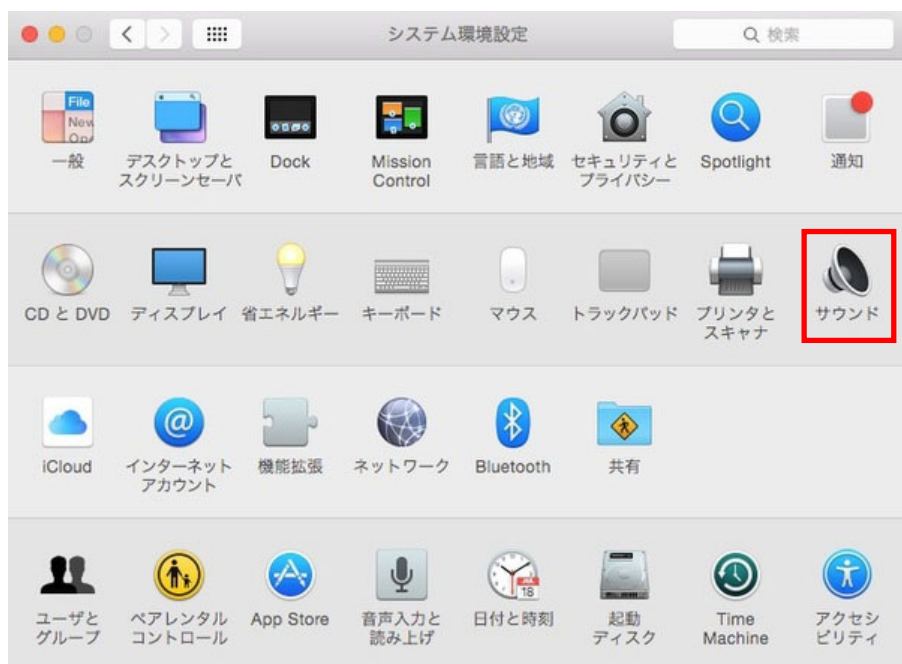 システム環境設定
検索
File
New
Ope
一般
デスクトップと
スクリーンセーバ
Dock
Mission
Control
言語と地域
セキュリティと
プライバシー
Spotlight
通知
CD と DVD
ディスプレイ
省エネルギー
キーボード
マウス
トラックパッド
プリンタと
スキャナ
サウンド
iCloud
@
インターネット
アカウント
機能拡張
ネットワーク
Bluetooth
共有
ユーザと
グループ
ペアレンタル
コントロール
App Store
音声入力と
読み上げ
JUL
18
日付と時刻
起動
ディスク
Time
Machine
アクセシ
ビリティ